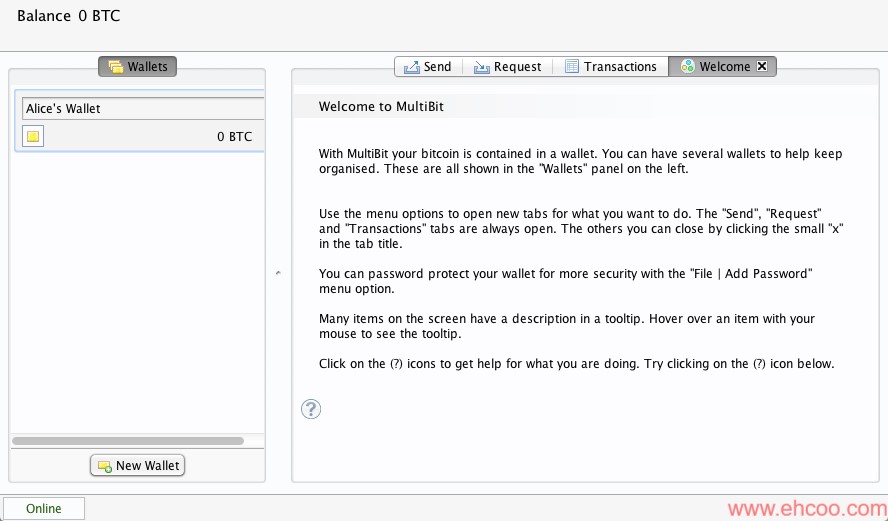 Balance 0 BTC
Wallets
Send
Request
Transactions
Welcome
Alice's Wallet
0 BTC
Welcome to MultiBit
With MultiBit your bitcoin is contained in a wallet. You can have several wallets to help keep
organised. These are all shown in the "Wallets" panel on the left.
Use the menu options to open new tabs for what you want to do. The "Send", "Request"
and "Transactions" tabs are always open. The others you can close by clicking the small "x"
in the tab title.
You can password protect your wallet for more security with the "File | Add Password"
menu option.
Many items on the screen have a description in a tooltip. Hover over an item with your
mouse to see the tooltip.
Click on the (?) icons to get help for what you are doing. Try clicking on the (?) icon below.
?
New Wallet
Online
www.ehcoo.com